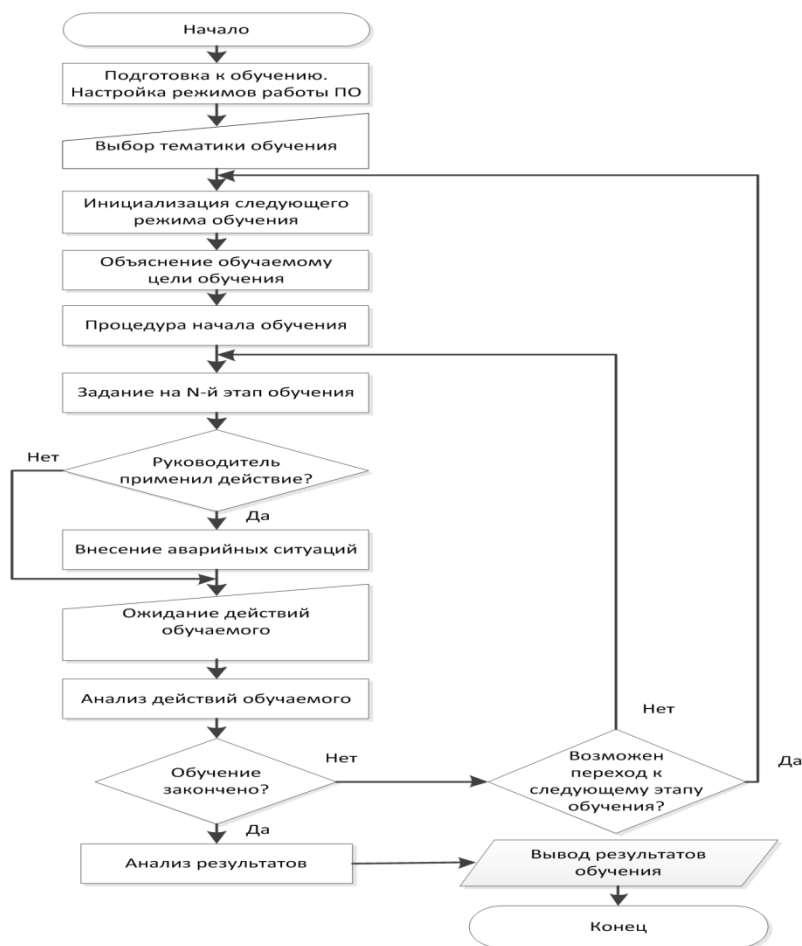 Начало
Подготовка к обучению.
Настройка режимов работы ПО
Выбор тематики обучения
Инициализация следующего
режима обучения
Объяснение обучаемому
цели обучения
Процедура начала обучения
Задание на N-й этап обучения
Нет
Руководитель
применил действие?
Да
Внесение аварийных ситуаций
Ожидание действий
обучаемого
Анализ действий обучаемого
Обучение
закончено?
Нет
Возможен
переход к
следующему этапу
обучения?
Нет
Да
Да
Анализ результатов
Вывод результатов
обучения
Конец